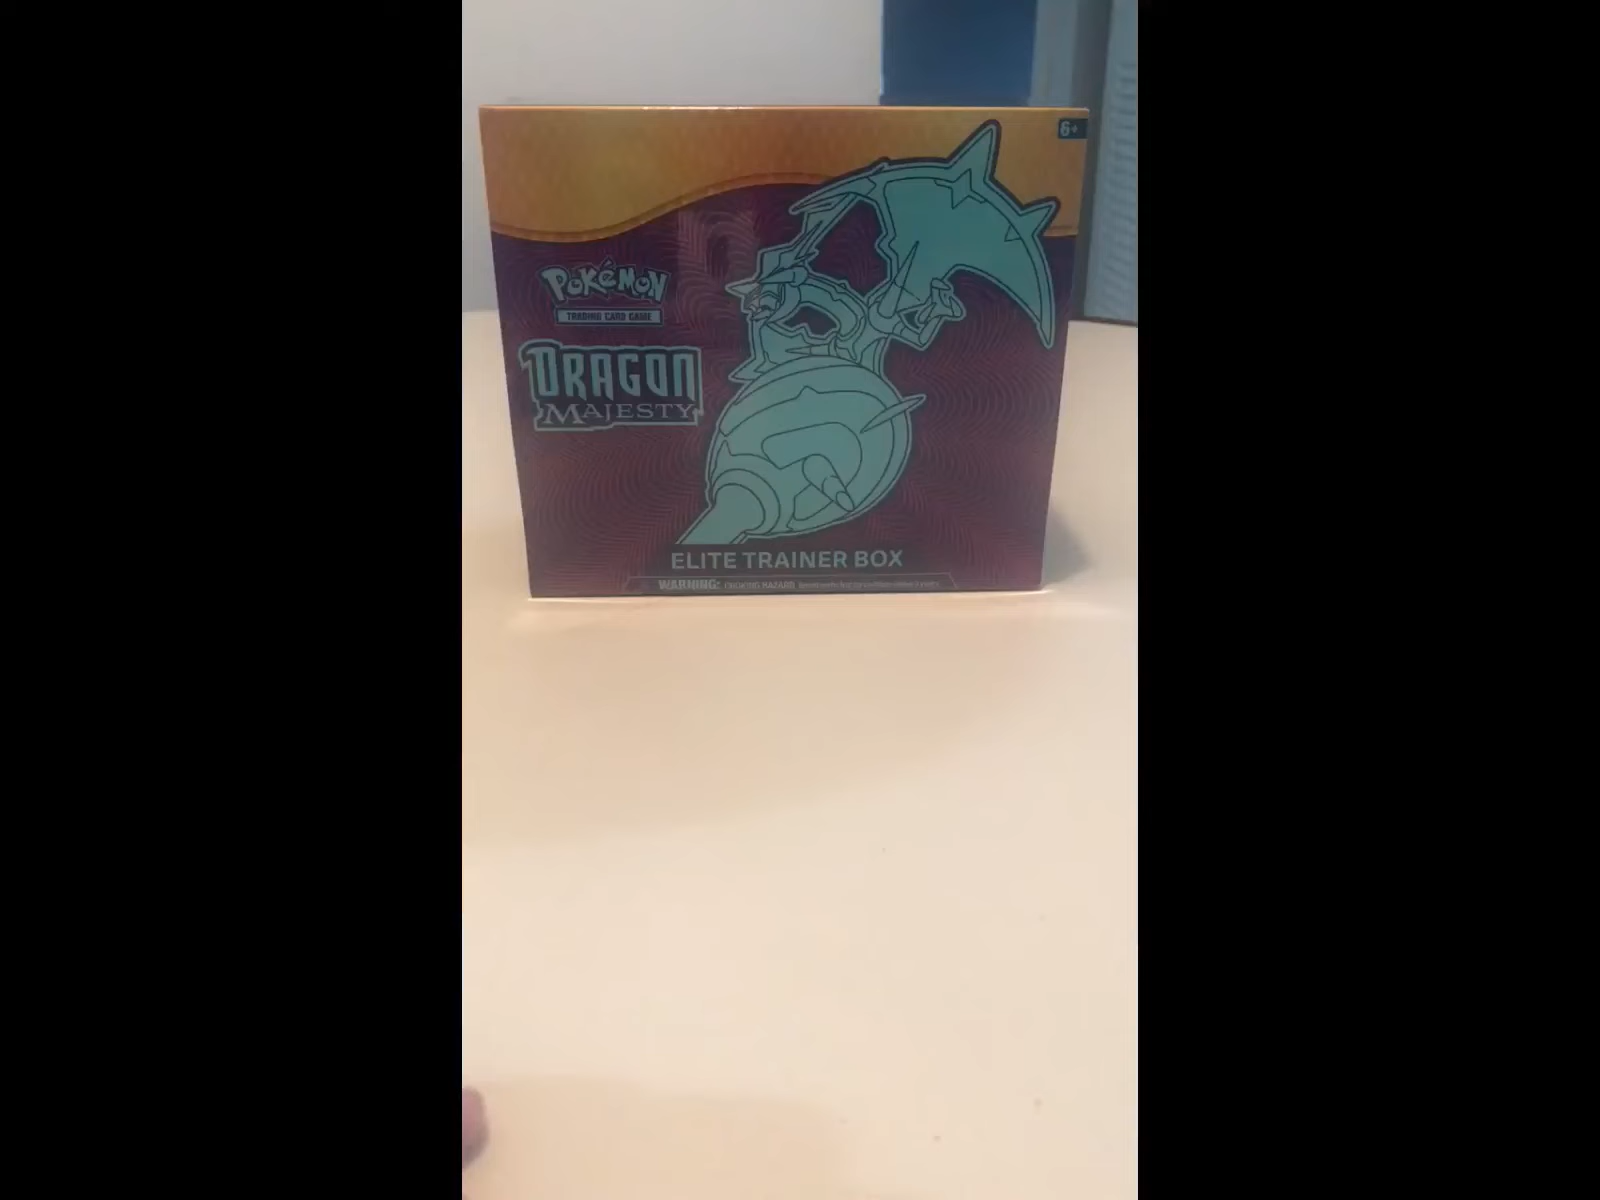 6+
POKéMON
TRADING CARD GAME
DRAGON
MAJESTY
ELITE TRAINER BOX
WARNING: CHOKING HAZARD